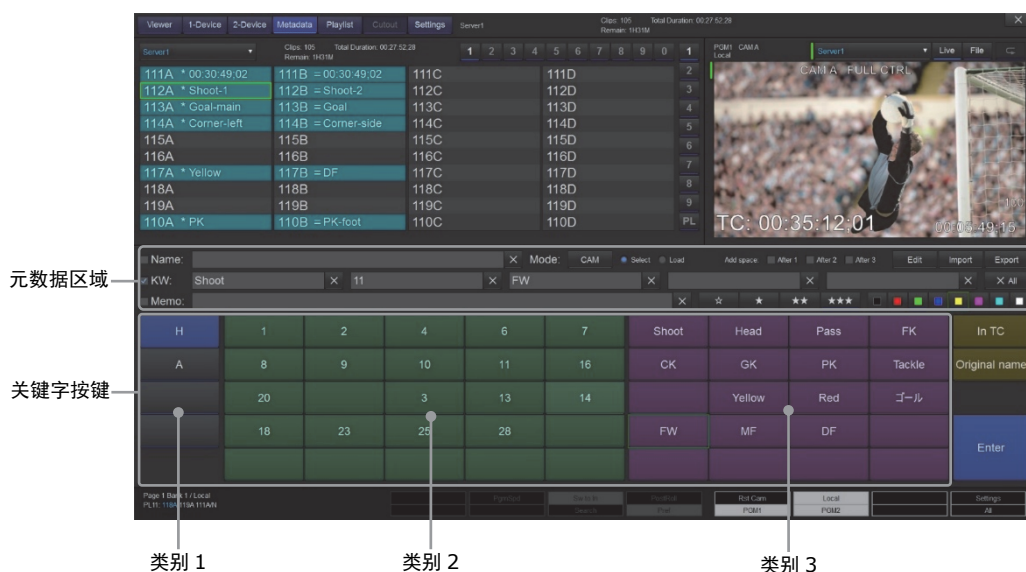 Viewer 1-Device 2-Device Metadata Playlist Cutout Settings Server1 Clips: 105 Total Duration: 00:27:52:28
Remain: 1H31M
Server1 Clips: 105 Total Duration: 00:27:52:28
Remain: 1H31M
1 2 3 4 5 6 7 8 9 0 1
PGM1 CAM A
Local
Server1 Live File
111A * 00:30:49;02 111B = 00:30:49;02 111C 111D 2
112A * Shoot-1 112B = Shoot-2 112C 112D 3
113A * Goal-main 113B = Goal 113C 113D 4
114A * Corner-left 114B = Corner-side 114C 114D 5
115A 115B 115C 115D 6
116A 116B 116C 116D 7
117A * Yellow 117B = DF 117C 117D 8
118A 118B 118C 118D
119A 119B 119C 119D 9
110A * PK 110B = PK-foot 110C 110D PL
CAM A FULL CTRL
TC: 00:35:12;01
元数据区域
Name: × Mode: CAM Select Load Add space: After 1 After 2 After 3 Edit Import Export
KW: Shoot × 11 × FW × × × × All
Memo: × ☆ ★ ★★ ★★★
关键字按键
H 1 2 4 6 7 Shoot Head Pass FK In TC
A 8 9 10 11 16 CK GK PK Tackle Original name
20 3 13 14 Yellow Red ゴール
18 23 25 28 FW MF DF Enter
Page 1 Bank 1 / Local
PL11: 118A 116A 111A/N
Rst Cam Local Settings
PGM1 PGM2 All
类别 1
类别 2
类别 3